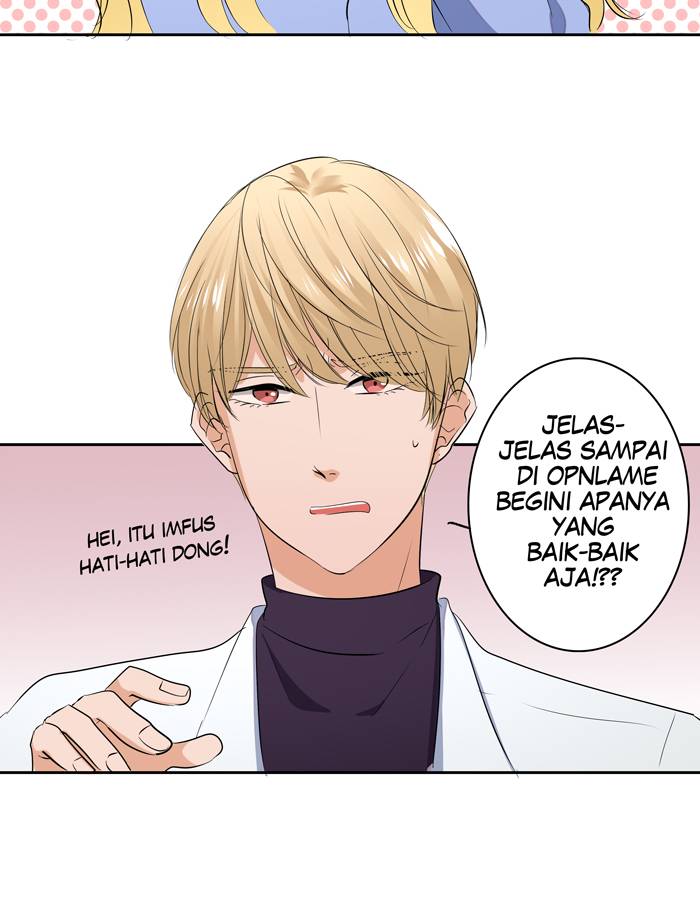 JELAS-
JELAS SAMPAI
DI OPNLAME
BEGINI APANYA
YANG
BAIK-BAIK
AJA!??
HEI, ITU IMFUS
HATI-HATI DONG!